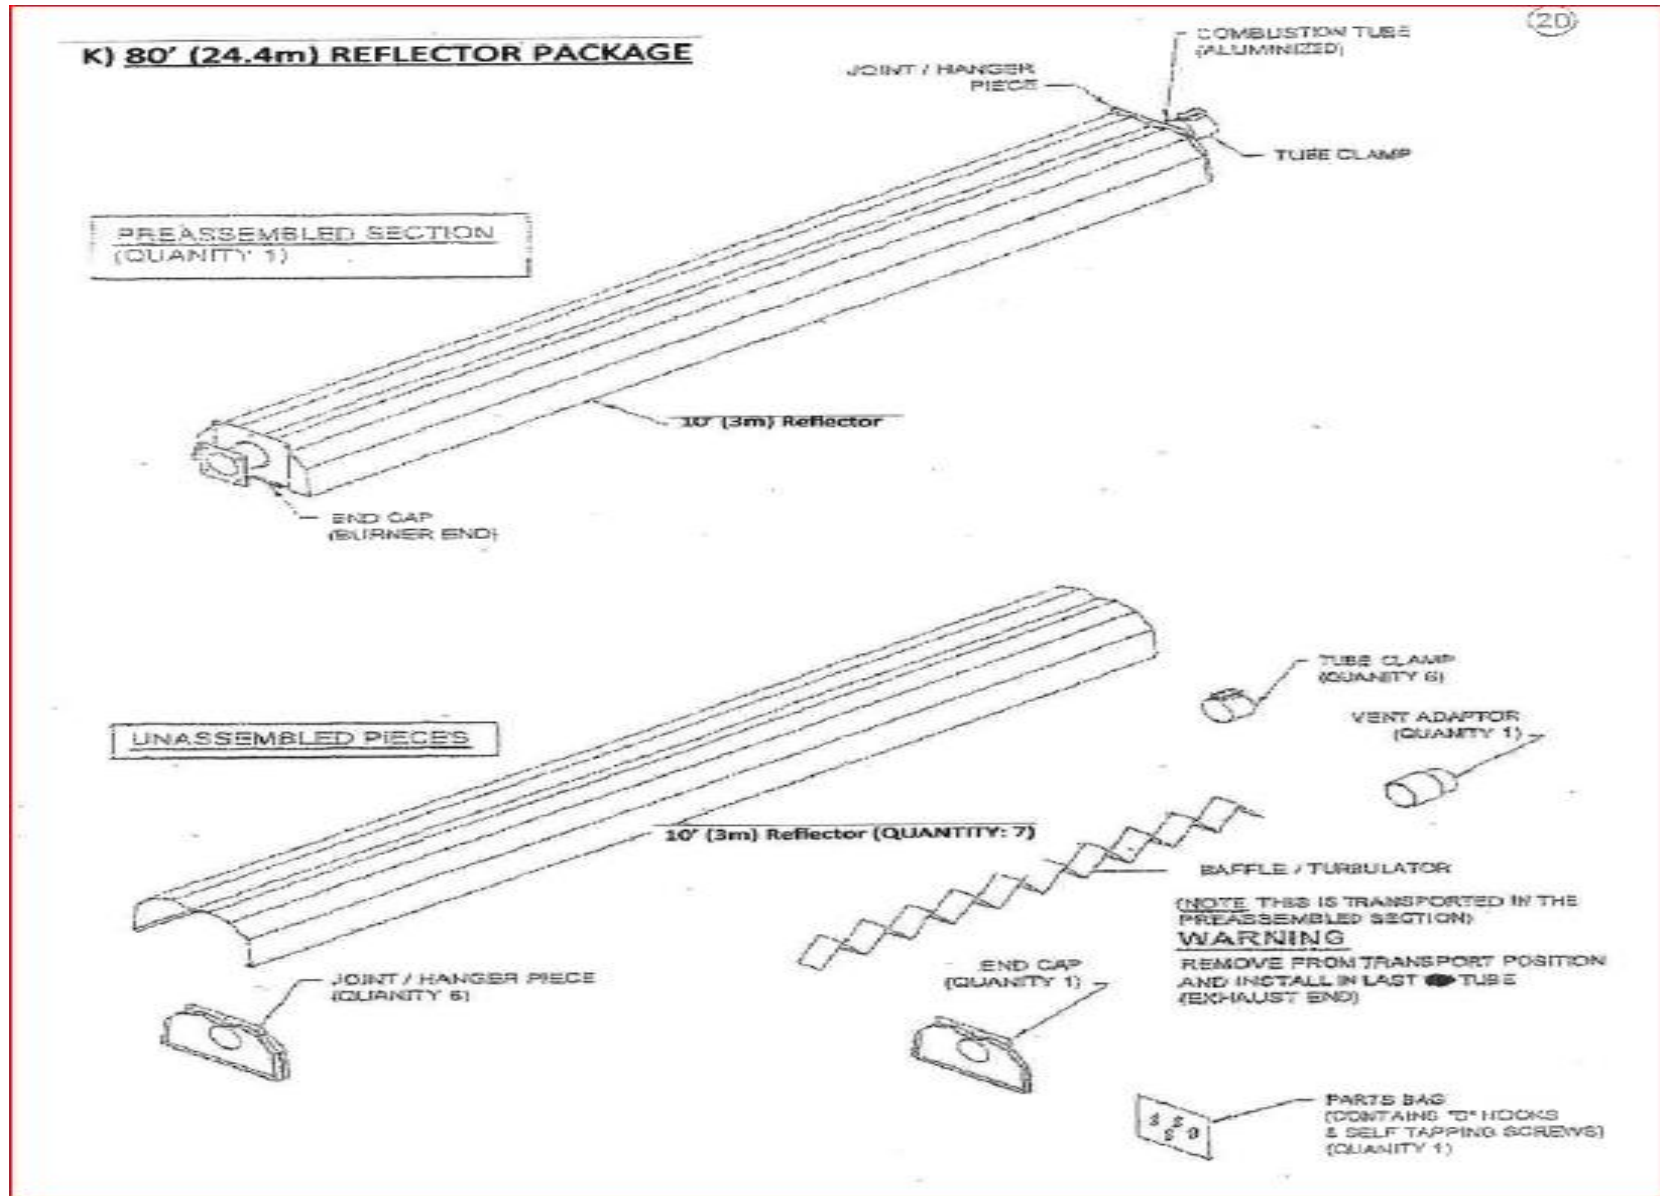 2D
K) 80' (24.4m) REFLECTOR PACKAGE
COMBUSTION TUBE
(ALUMINIZED)
JOINT / HANGER
PIECE
TUBE CLAMP
PREASSEMBLED SECTION
(QUANITY 1)
10' (3m) Reflector
END CAP
(BURNER END)
UNASSEMBLED PIECES
TUBE CLAMP
(QUANITY 6)
VENT ADAPTOR
(QUANITY 1)
10' (3m) Reflector (QUANTITY: 7)
BAFFLE / TURBULATOR
(NOTE THIS IS TRANSPORTED IN THE
PREASSEMBLED SECTION)
WARNING
REMOVE FROM TRANSPORT POSITION
AND INSTALL IN LAST TUBE
(EXHAUST END)
JOINT / HANGER PIECE
(QUANITY 6)
END CAP
(QUANITY 1)
PARTS BAG
(CONTAINS HOOKS
& SELF TAPPING SCREWS)
(QUANITY 1)